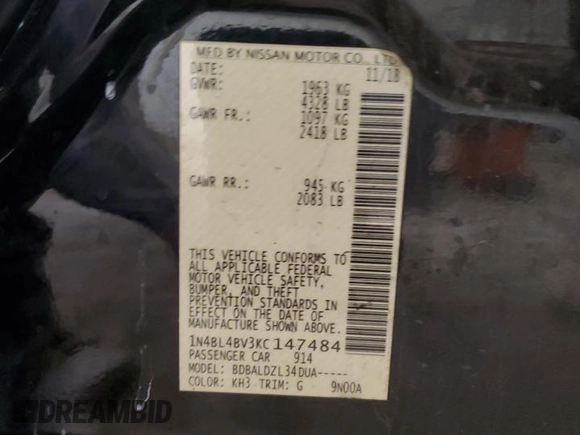 MFD BY NISSAN MOTOR CO., LTD
DATE: 11/18
GVWR: 1963 KG
4328 LB
GAWR FR.: 1097 KG
2418 LB
GAWR RR.: 945 KG
2083 LB
THIS VEHICLE CONFORMS TO
ALL APPLICABLE FEDERAL
MOTOR VEHICLE SAFETY,
BUMPER, AND THEFT
PREVENTION STANDARDS IN
EFFECT ON THE DATE OF
MANUFACTURE SHOWN ABOVE.
1N4BL4BV3KC147484
PASSENGER CAR 914
MODEL: BDBALDZL34DUA-----
COLOR: KH3 TRIM: G 9N00A
DREAMBID